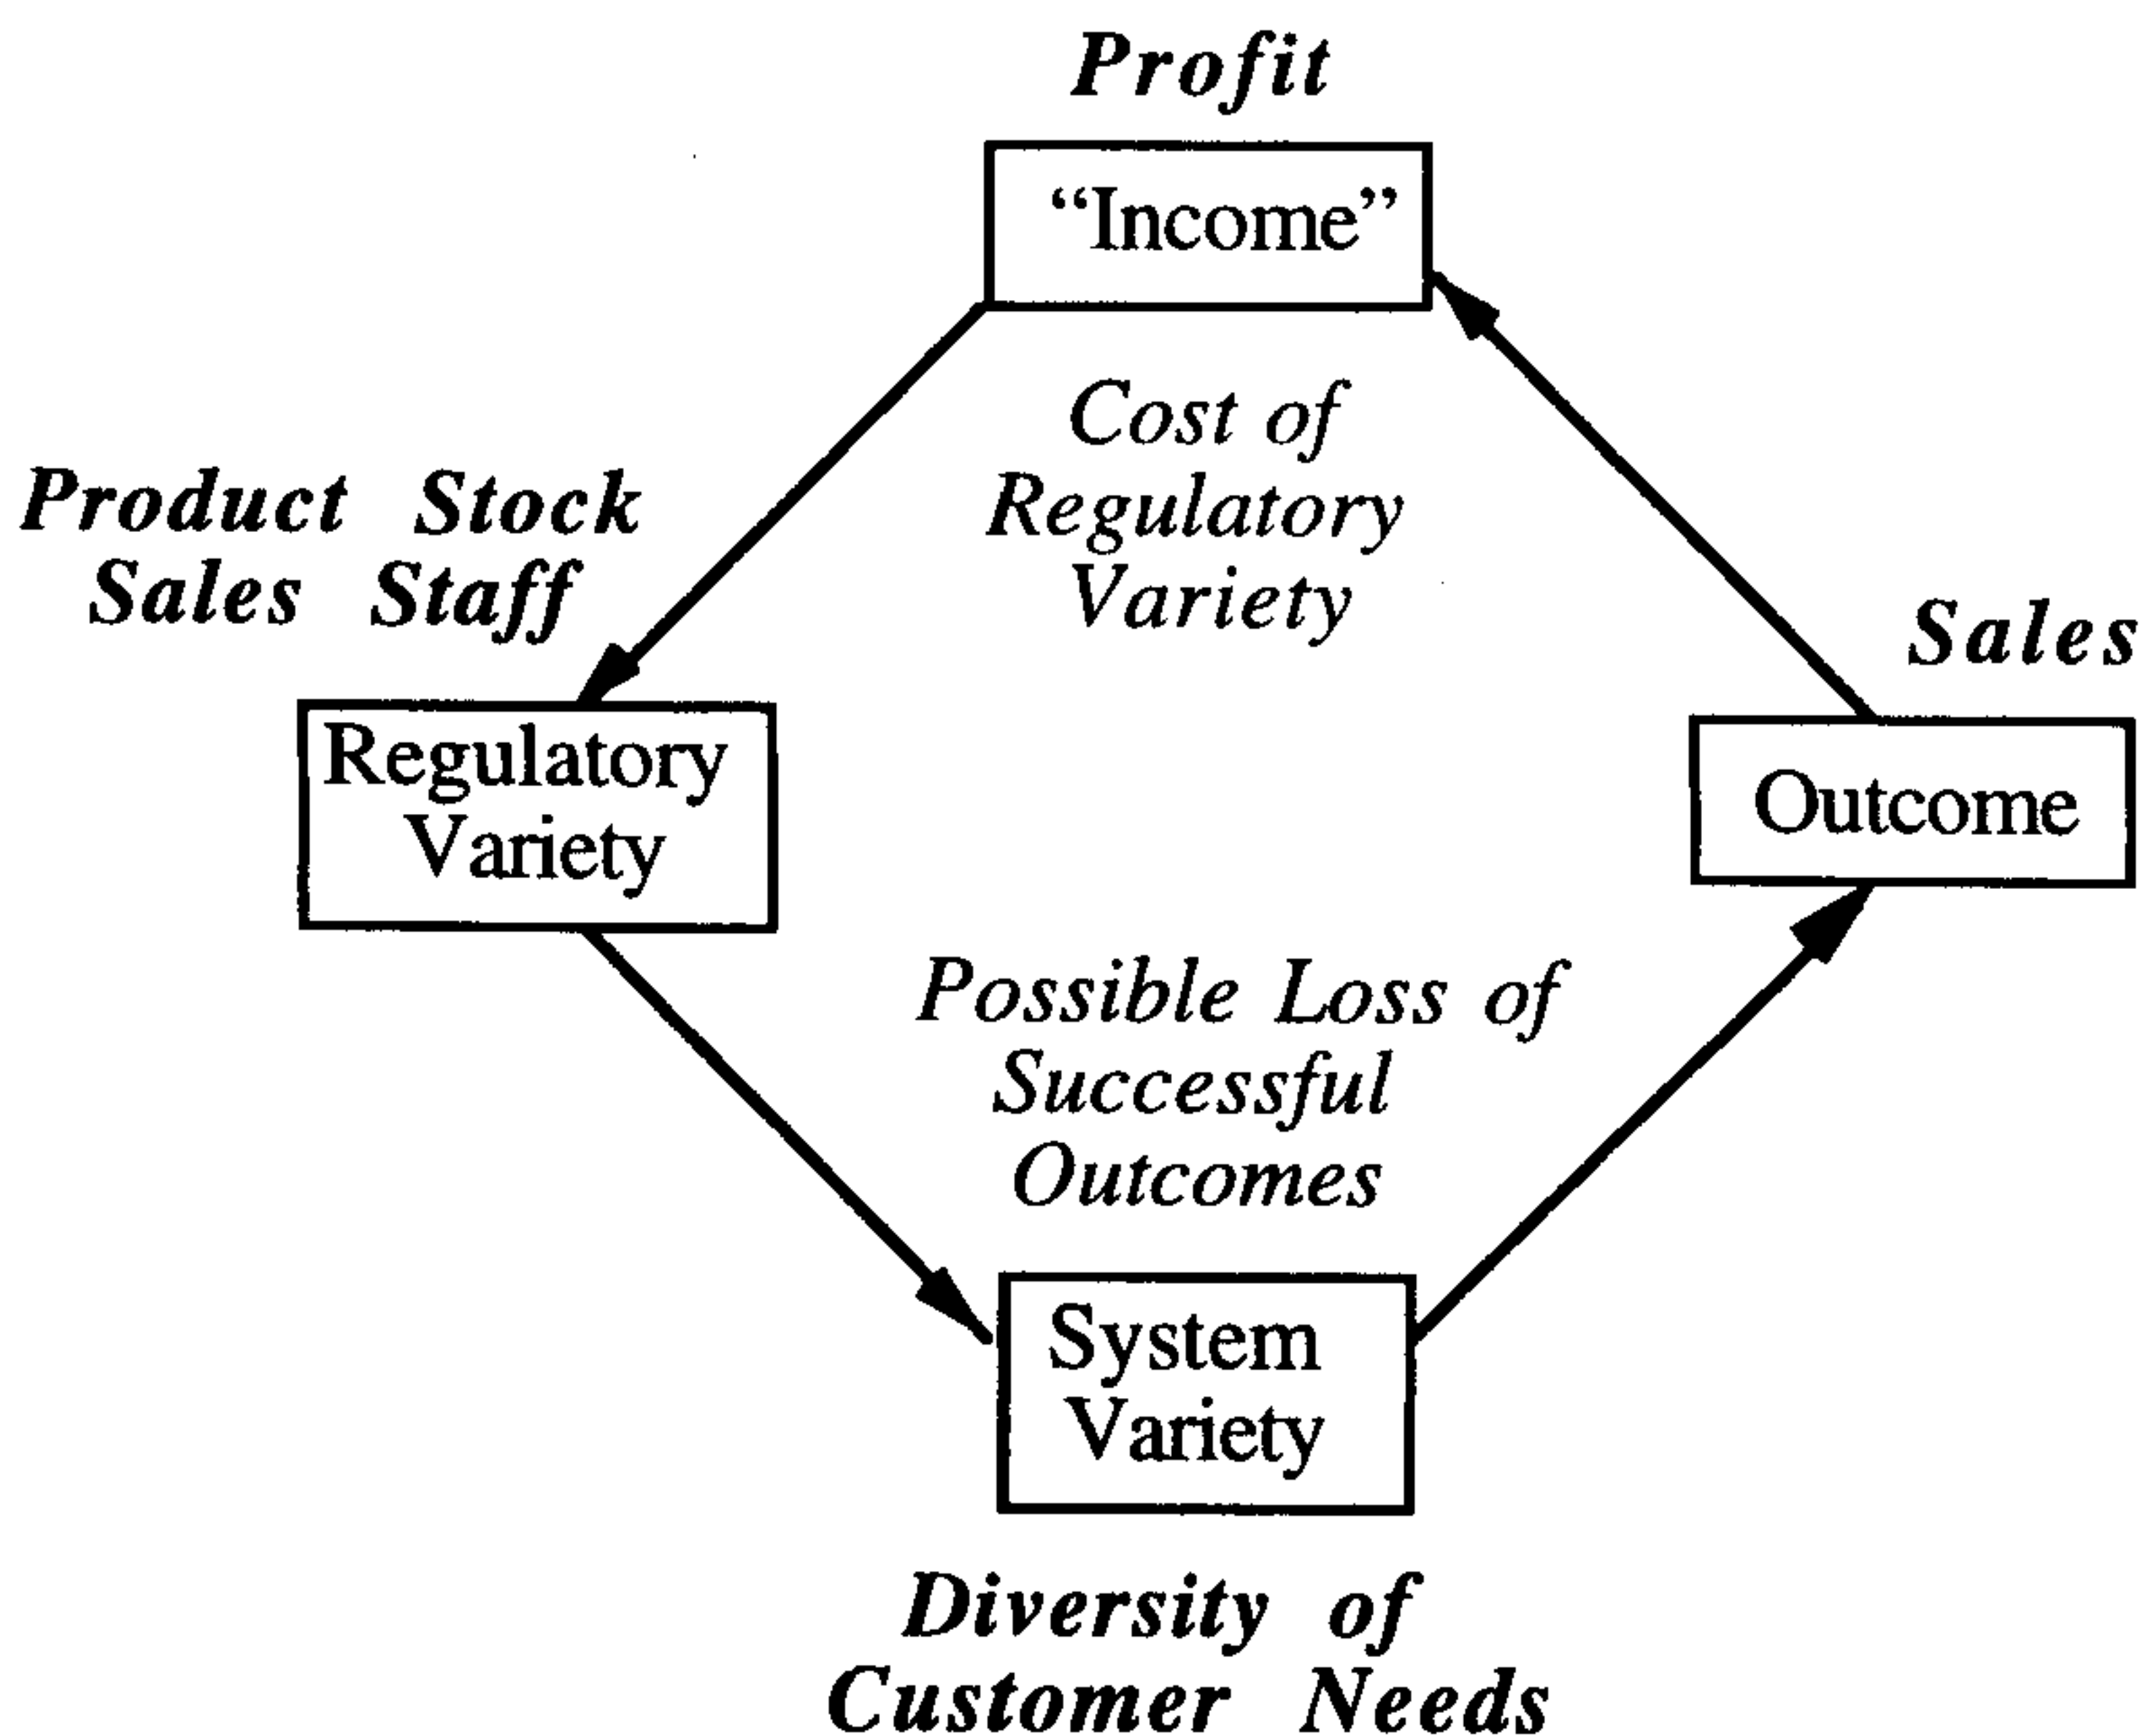 Profit
“Income”
Cost of
Regulatory
Variety
Product Stock
Sales Staff
Sales
Regulatory
Variety
Outcome
Possible Loss of
Successful
Outcomes
System
Variety
Diversity of
Customer Needs